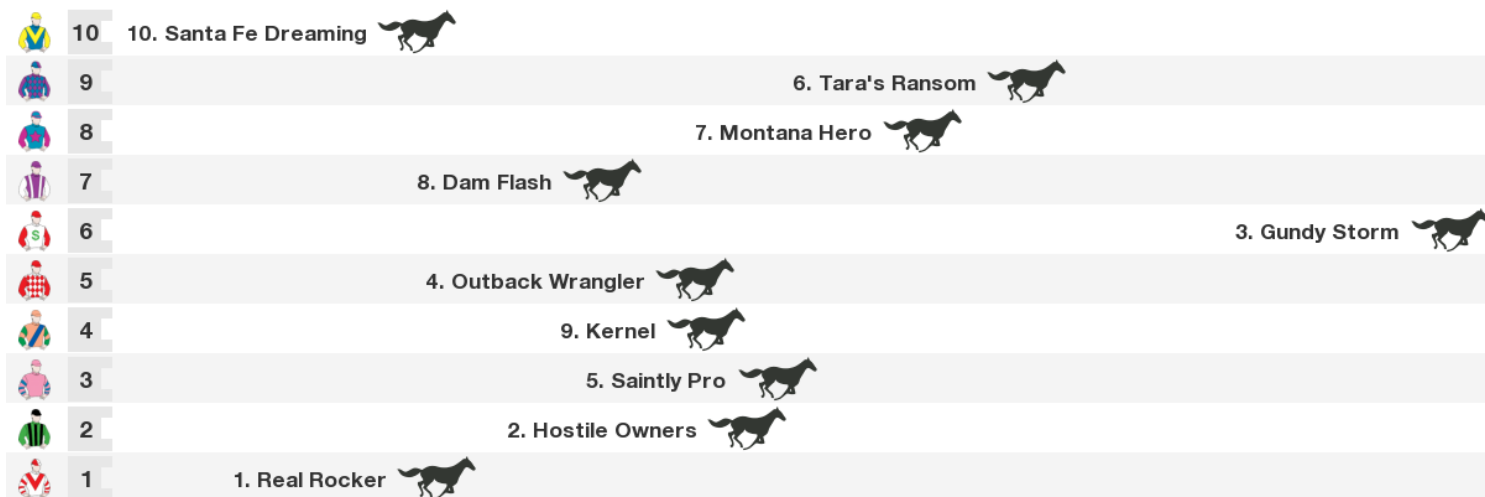 10 10. Santa Fe Dreaming
9 6. Tara's Ransom
8 7. Montana Hero
7 8. Dam Flash
S
6 3. Gundy Storm
5 4. Outback Wrangler
4 9. Kernel
3 5. Saintly Pro
2 2. Hostile Owners
1 1. Real Rocker